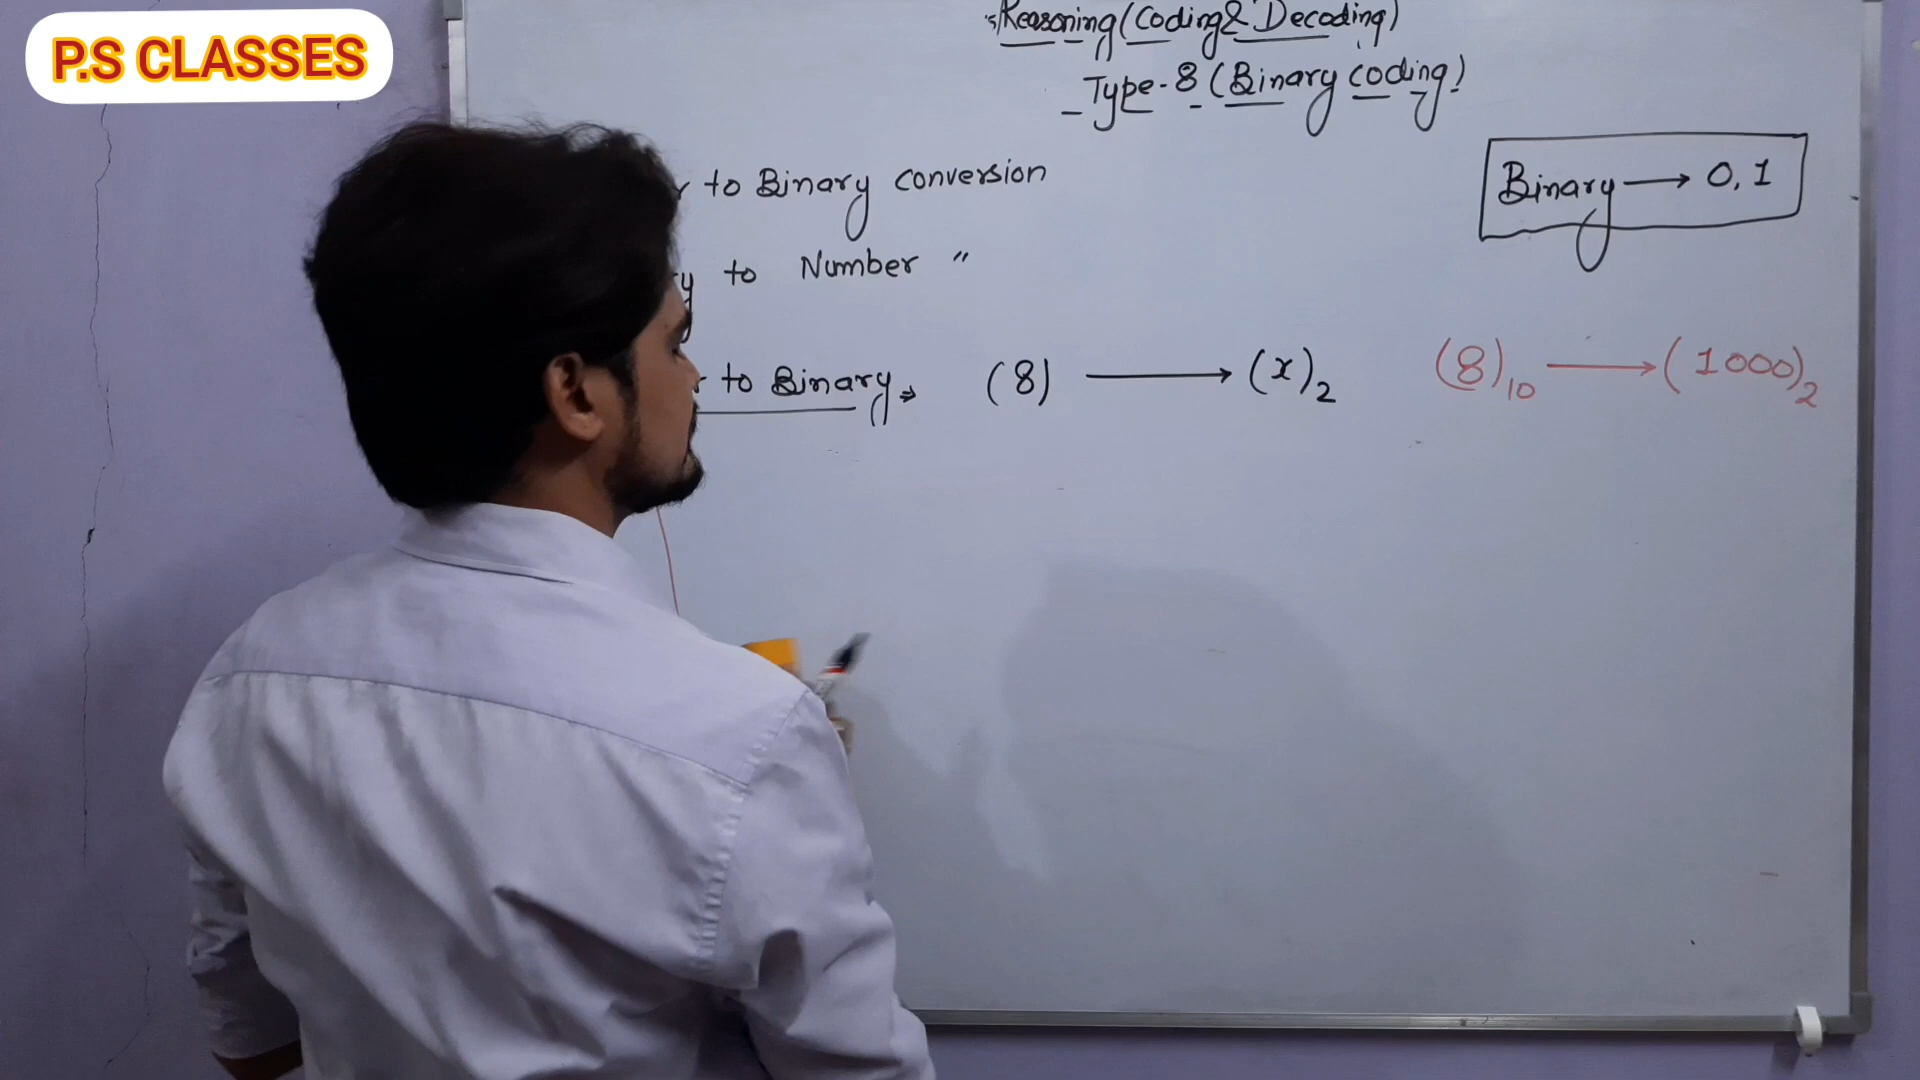 P.S CLASSES
Reasoning (Coding & Decoding)
Type-8 (Binary coding)
to Binary conversion
Binary → 0, 1
to Number "
to Binary ⇒ (8) → (x)2 (8)10 → (1000)2